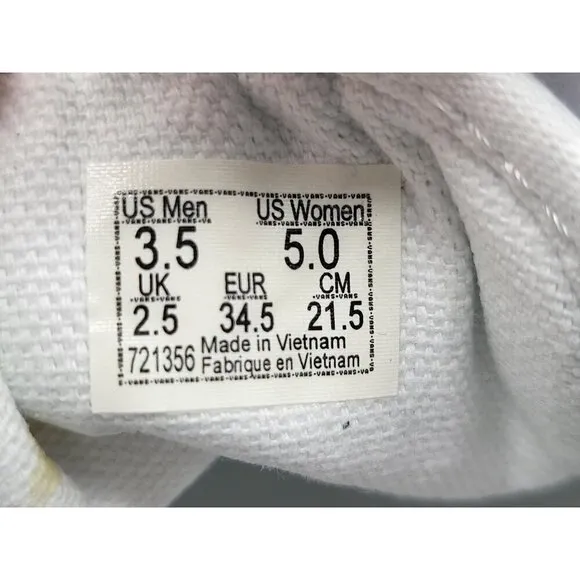 US Men US Women
3.5 5.0
UK EUR CM
2.5 34.5 21.5
721356 Made in Vietnam
Fabrique en Vietnam